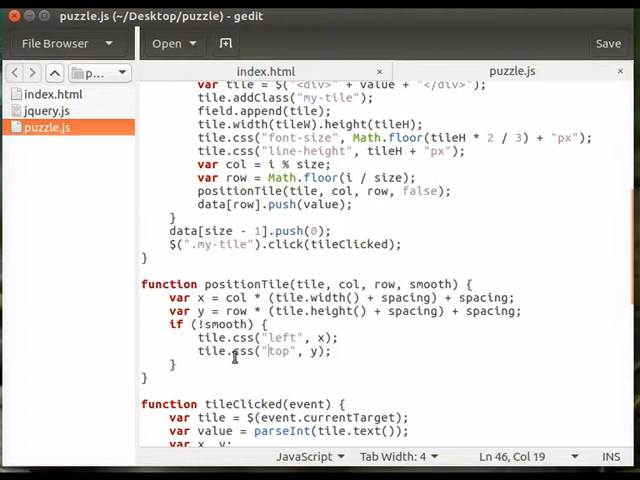 puzzle.js (~/Desktop/puzzle) - gedit
File Browser Open Save
p... index.html × puzzle.js ×
index.html
jquery.js
puzzle.js
var tile = $("<div>" + value + "</div>");
tile.addClass("my-tile");
field.append(tile);
tile.width(tileW).height(tileH);
tile.css("font-size", Math.floor(tileH * 2 / 3) + "px");
tile.css("line-height", tileH + "px");
var col = i % size;
var row = Math.floor(i / size);
positionTile(tile, col, row, false);
data[row].push(value);
}
data[size - 1].push(0);
$(".my-tile").click(tileClicked);
}
function positionTile(tile, col, row, smooth) {
var x = col * (tile.width() + spacing) + spacing;
var y = row * (tile.height() + spacing) + spacing;
if (!smooth) {
tile.css("left", x);
tile.css("top", y);
}
}
function tileClicked(event) {
var tile = $(event.currentTarget);
var value = parseInt(tile.text());
var x, y;
JavaScript Tab Width: 4 Ln 46, Col 19 INS